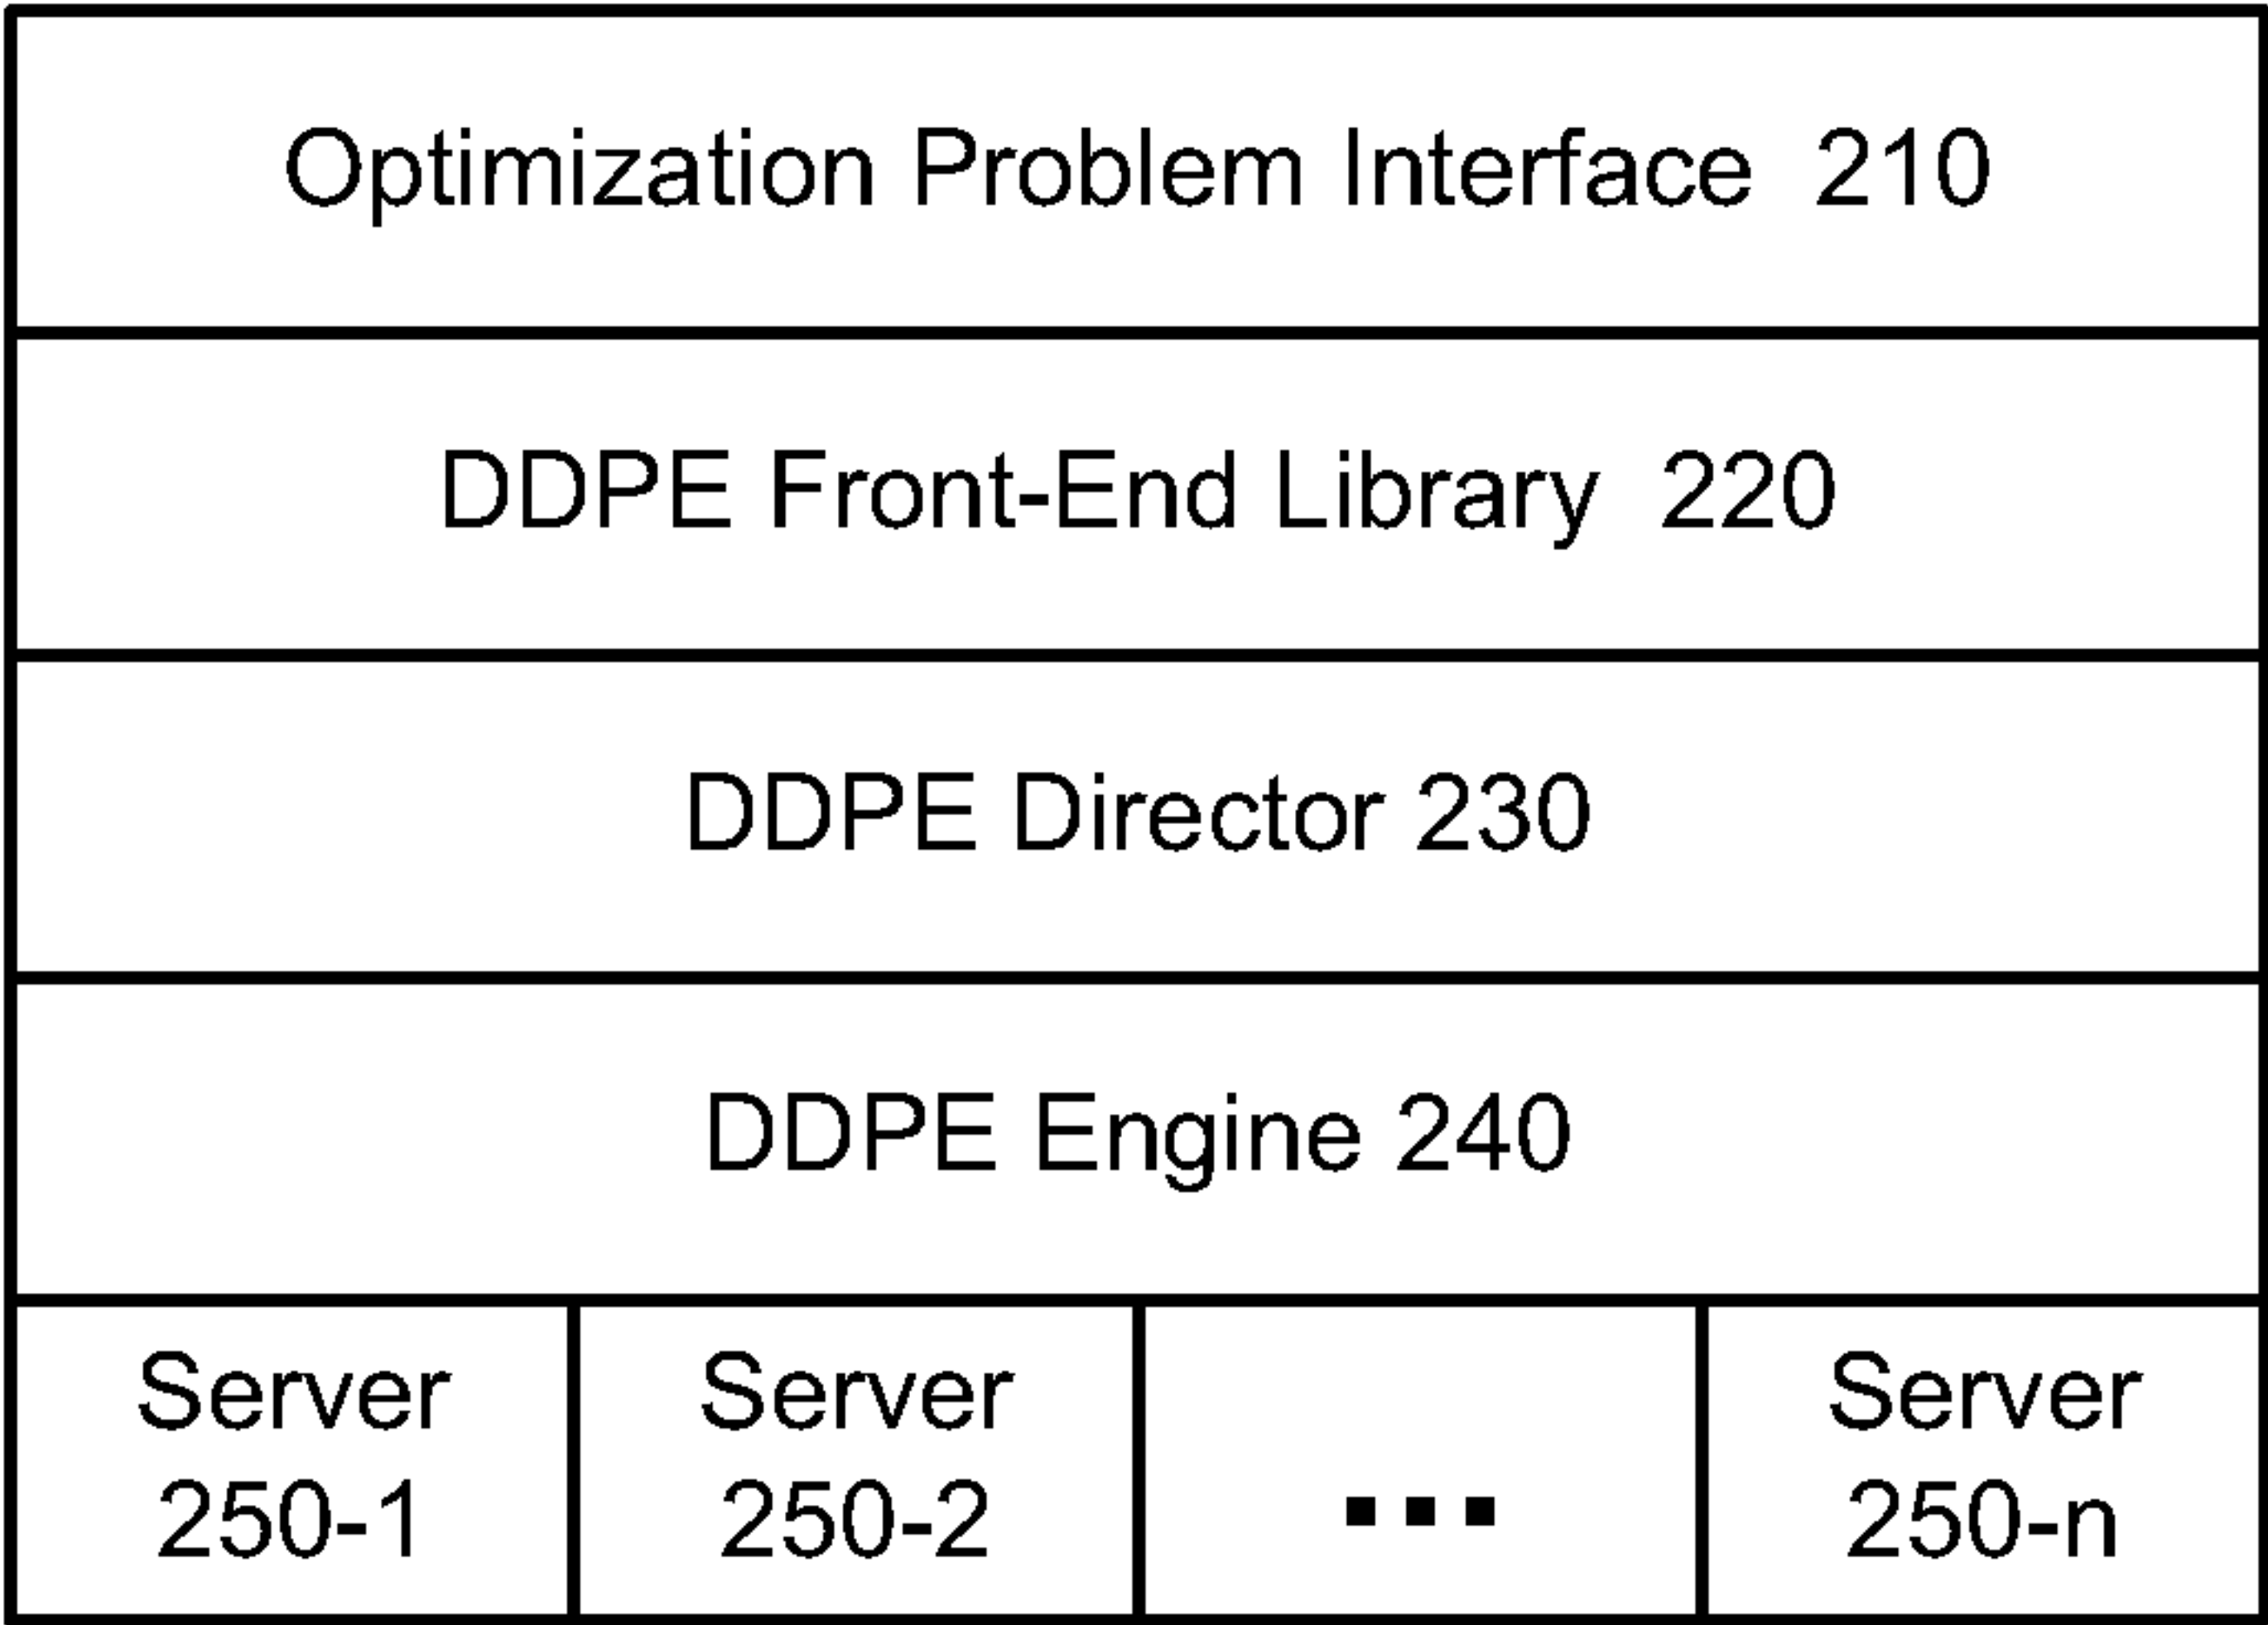 Optimization Problem Interface 210
DDPE Front-End Library 220
DDPE Director 230
DDPE Engine 240
Server
250-1
Server
250-2
...
Server
250-n